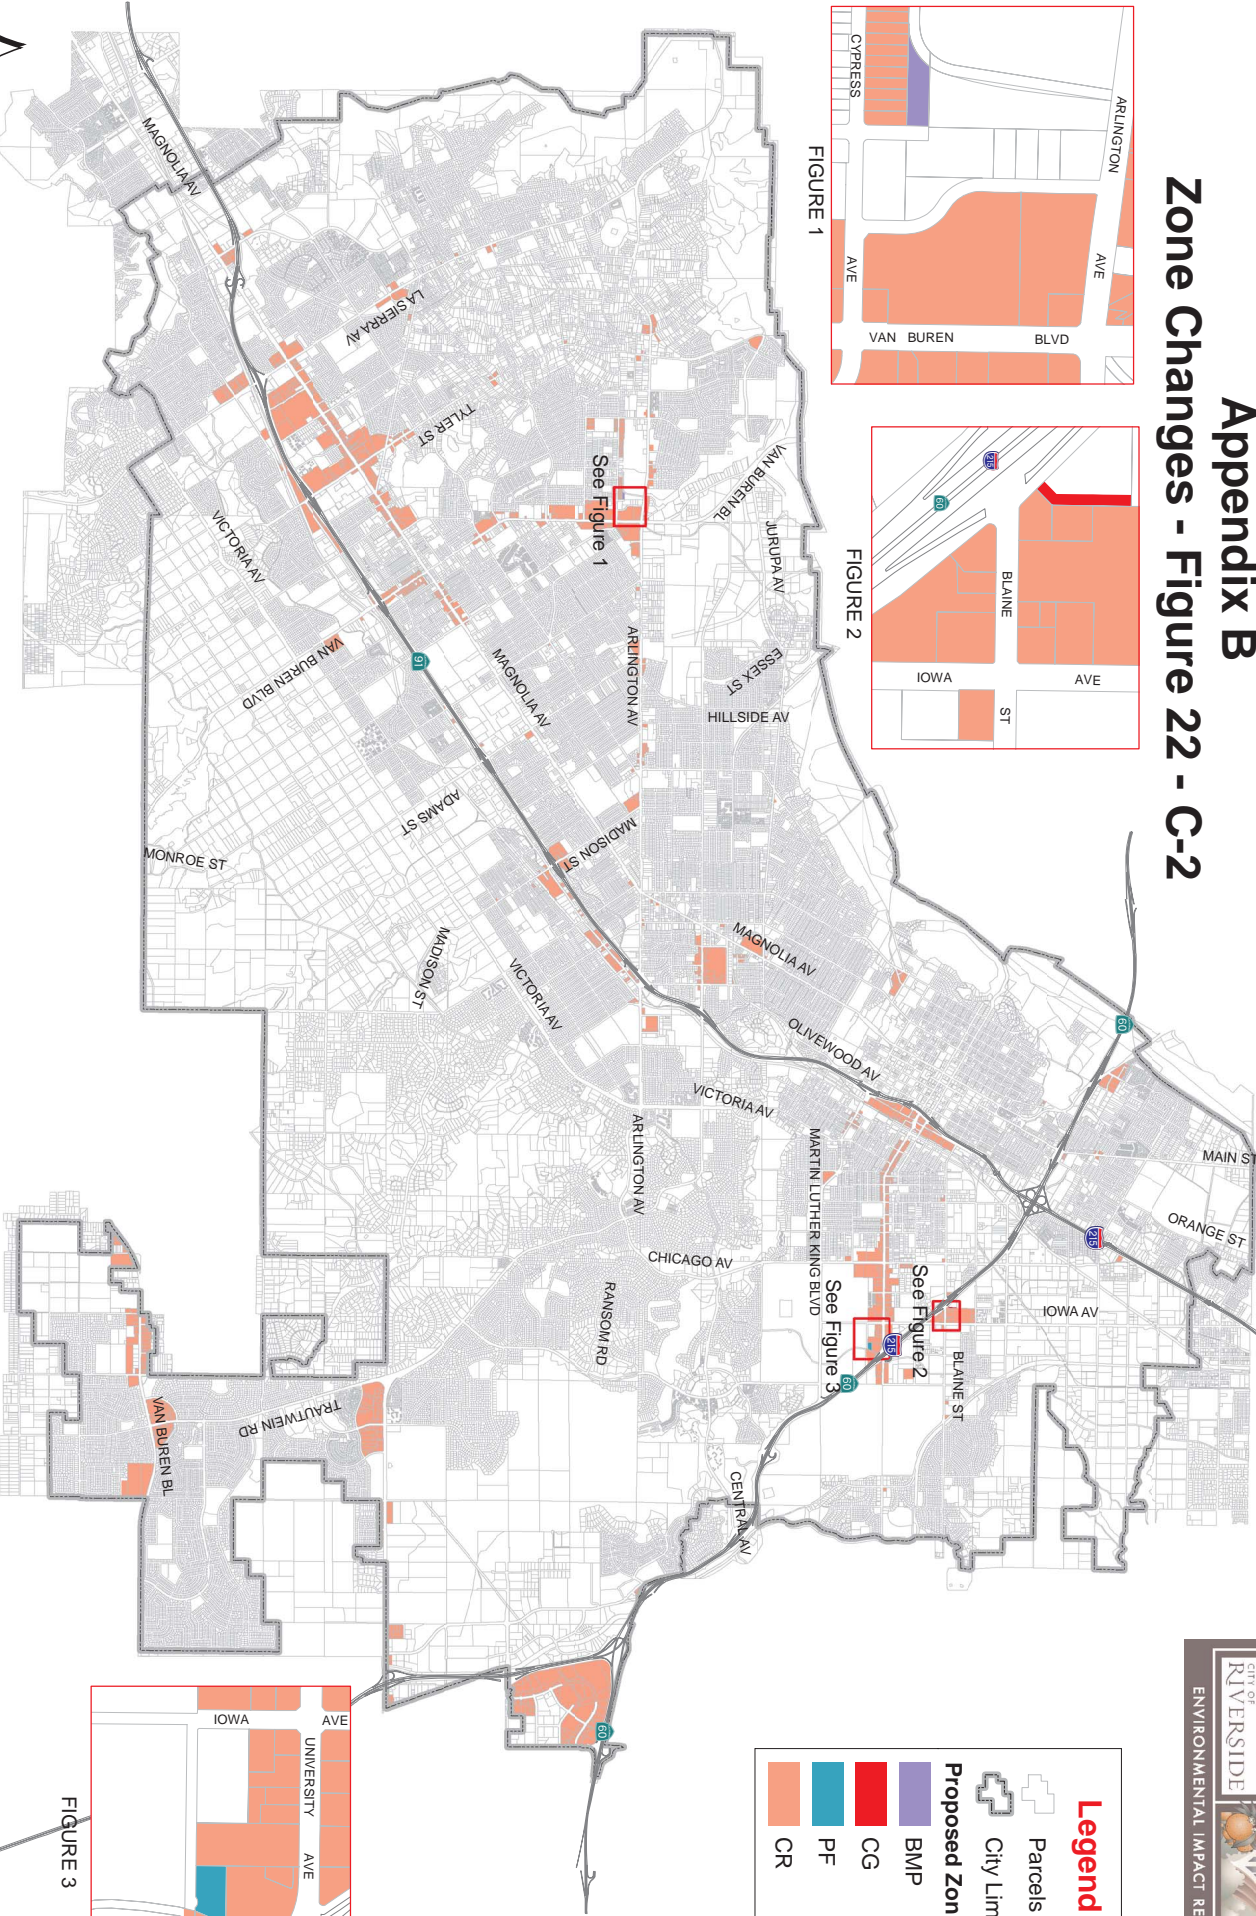 Appendix B
Zone Changes - Figure 22 - C-2
CITY OF
RIVERSIDE
ENVIRONMENTAL IMPACT RE
ARLINGTON
AVE
CYPRESS
AVE
VAN BUREN BLVD
FIGURE 1
215
60
BLAINE
ST
IOWA
AVE
FIGURE 2
Legend
Parcels
City Lim
Proposed Zon
BMP
CG
PF
CR
IOWA
AVE
UNIVERSITY
AVE
FIGURE 3
MAGNOLIA AV
LA SIERRA AV
TYLER ST
See Figure 1
VAN BUREN BL
JURUPA AV
ESSEX ST
HILLSIDE AV
ARLINGTON AV
MAGNOLIA AV
VICTORIA AV
VAN BUREN BLVD
91
ADAMS ST
MONROE ST
MADISON ST
MADISON ST
VICTORIA AV
MAGNOLIA AV
OLIVEWOOD AV
VICTORIA AV
ARLINGTON AV
MARTIN LUTHER KING BLVD
CHICAGO AV
RANSOM RD
60
MAIN ST
ORANGE ST
215
IOWA AV
See Figure 2
See Figure 3
215
60
BLAINE ST
CENTRAL AV
TRAUTWEIN RD
VAN BUREN BL
60